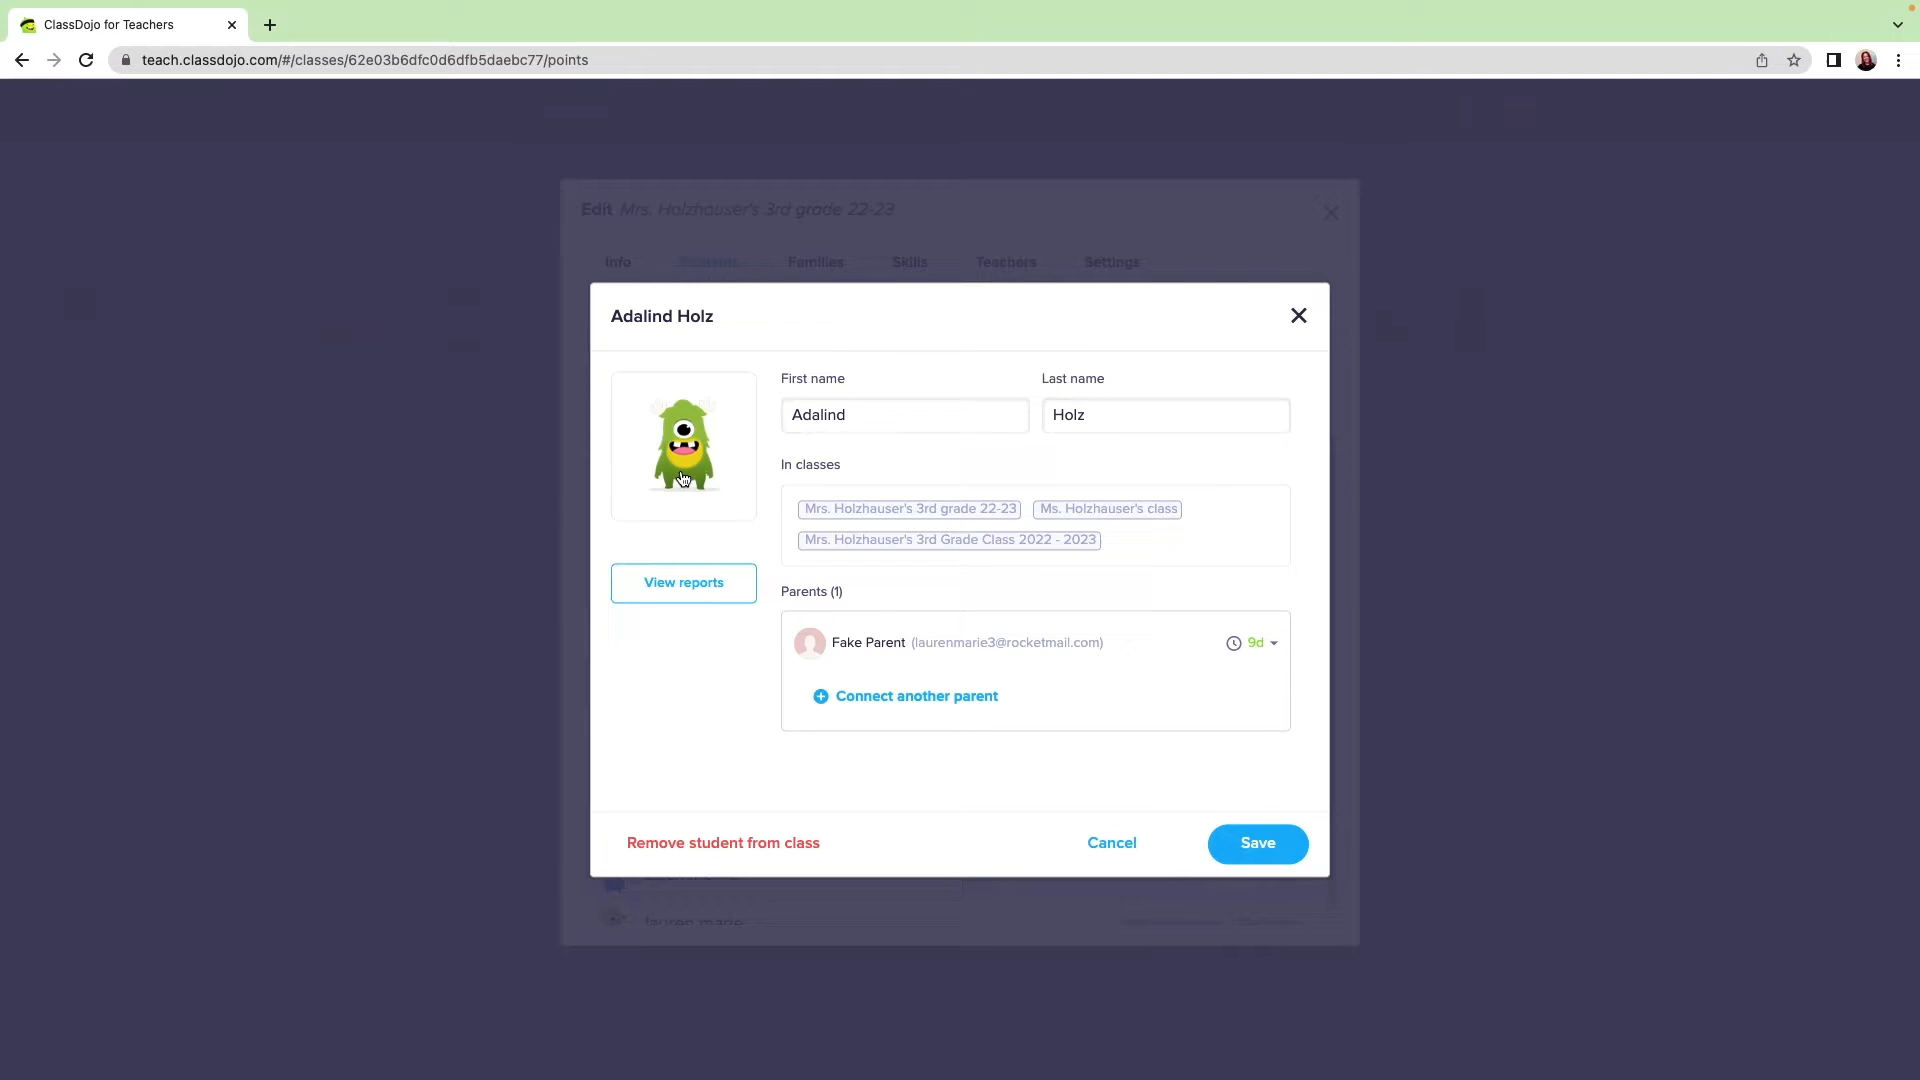 ClassDojo for Teachers
teach.classdojo.com/#/classes/62e03b6dfc0d6dfb5daebc77/points
Edit Mrs. Holzhauser's 3rd grade 22-23
Info Students Families Skills Teachers Settings
Adalind Holz
First name Last name
Adalind Holz
In classes
Mrs. Holzhauser's 3rd grade 22-23 Ms. Holzhauser's class
Mrs. Holzhauser's 3rd Grade Class 2022 - 2023
View reports
Parents (1)
Fake Parent (laurenmarie3@rocketmail.com) 9d
Connect another parent
Remove student from class Cancel Save
lauren marie